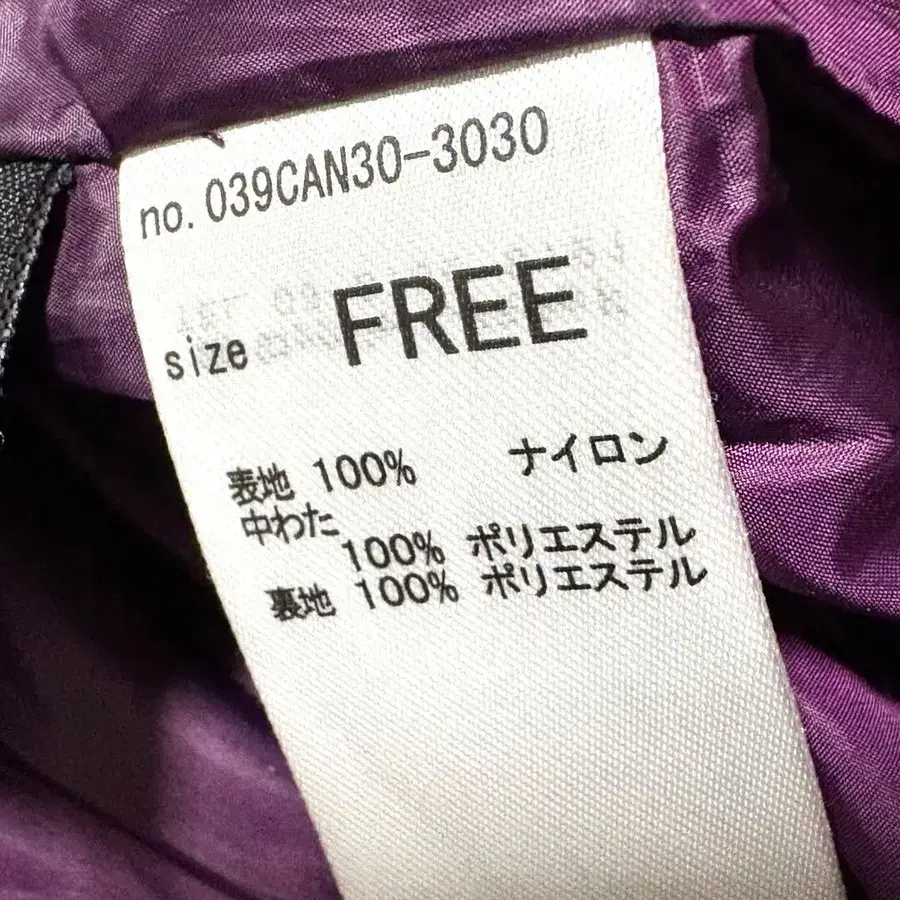 no.039CAN30-3030
size FREE
表地 100% ナイロン
中わた
100% ポリエステル
裏地 100% ポリエステル